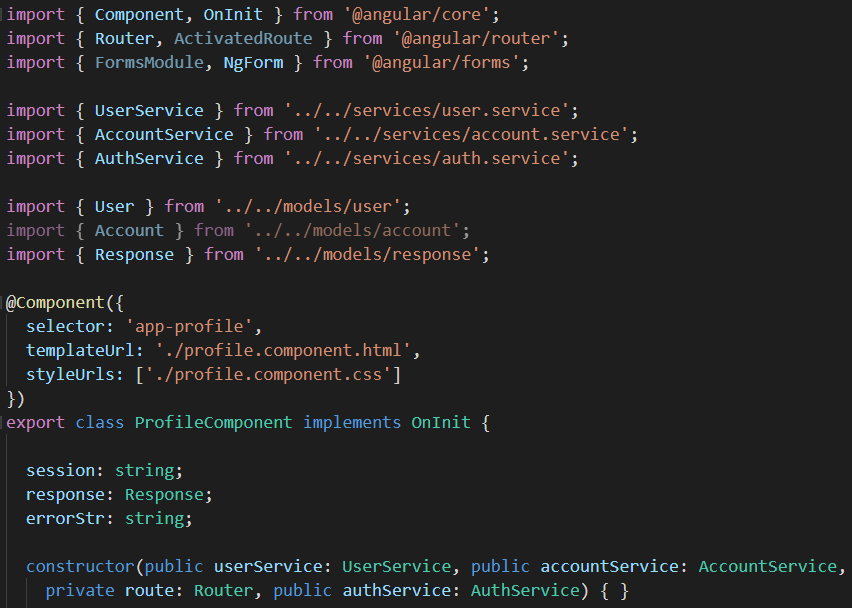 import { Component, OnInit } from '@angular/core';
import { Router, ActivatedRoute } from '@angular/router';
import { FormsModule, NgForm } from '@angular/forms';

import { UserService } from '../../services/user.service';
import { AccountService } from '../../services/account.service';
import { AuthService } from '../../services/auth.service';

import { User } from '../../models/user';
import { Account } from '../../models/account';
import { Response } from '../../models/response';

@Component({
  selector: 'app-profile',
  templateUrl: './profile.component.html',
  styleUrls: ['./profile.component.css']
})
export class ProfileComponent implements OnInit {

  session: string;
  response: Response;
  errorStr: string;

  constructor(public userService: UserService, public accountService: AccountService,
    private route: Router, public authService: AuthService) { }